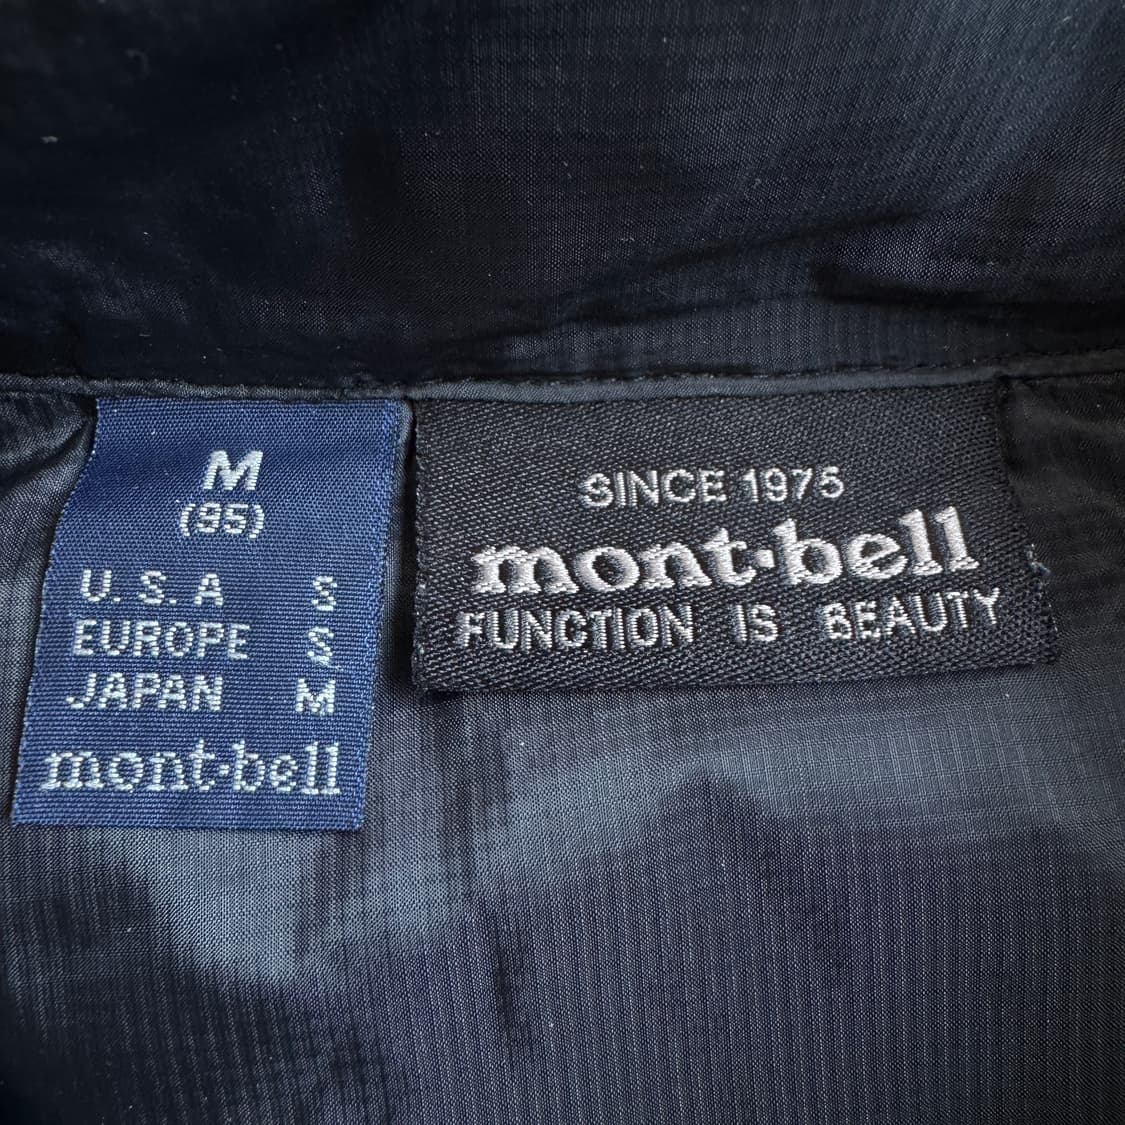 M
(95)
U.S.A S
EUROPE S
JAPAN M
mont·bell
SINCE 1975
mont·bell
FUNCTION IS BEAUTY